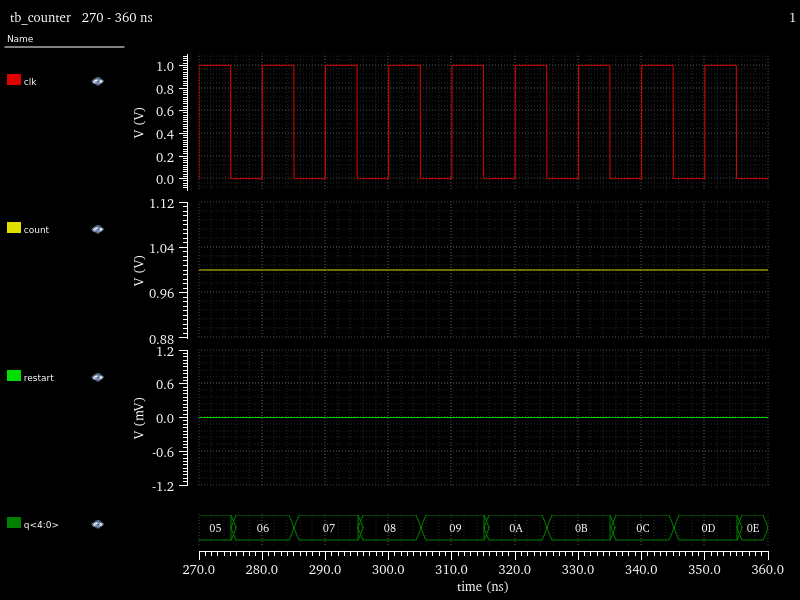 tb_counter 270 - 360 ns 1
Name
clk
V (V)
1.0
0.8
0.6
0.4
0.2
0.0
count
V (V)
1.12
1.04
0.96
0.88
restart
V (mV)
1.2
0.6
0.0
-0.6
-1.2
q<4:0>
05 06 07 08 09 0A 0B 0C 0D 0E
270.0 280.0 290.0 300.0 310.0 320.0 330.0 340.0 350.0 360.0
time (ns)